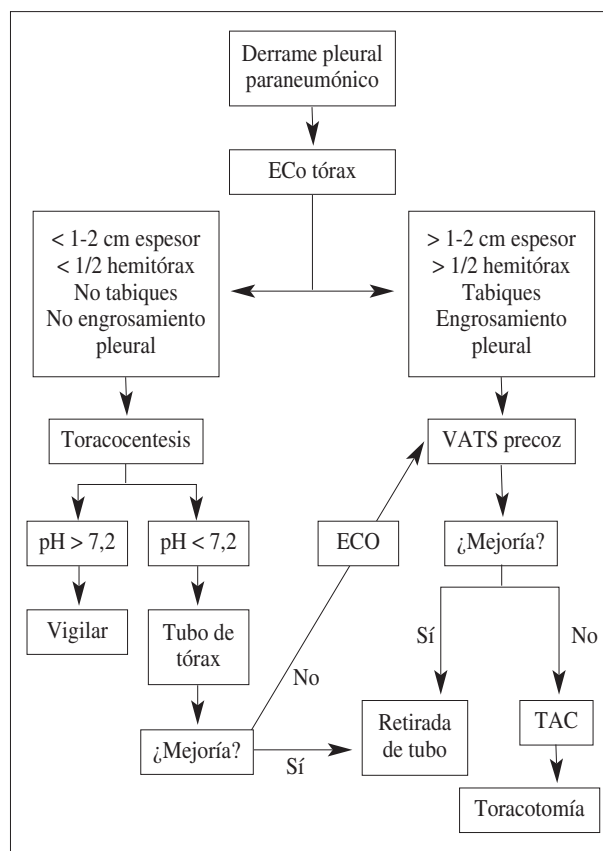 Derrame pleural
paraneumónico
ECo tórax
< 1-2 cm espesor
< 1/2 hemitórax
No tabiques
No engrosamiento
pleural
> 1-2 cm espesor
> 1/2 hemitórax
Tabiques
Engrosamiento
pleural
Toracocentesis
VATS precoz
pH > 7,2
pH < 7,2
ECO
¿Mejoría?
Vigilar
Tubo de
tórax
Sí
No
No
¿Mejoría?
Sí
Retirada
de tubo
TAC
Toracotomía